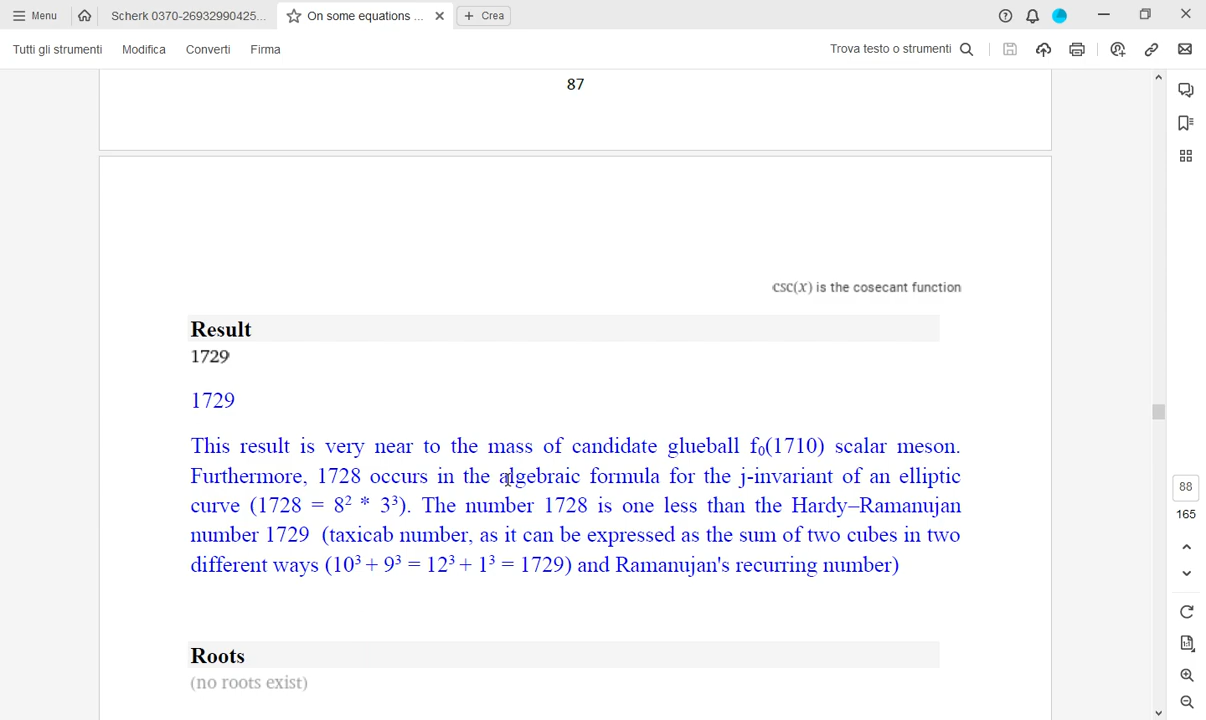 Menu
Scherk 0370-26932990425...
On some equations ...
Crea
Tutti gli strumenti
Modifica
Converti
Firma
Trova testo o strumenti
87
csc(x) is the cosecant function
Result
1729
1729
This result is very near to the mass of candidate glueball f₀(1710) scalar meson.
Furthermore, 1728 occurs in the algebraic formula for the j-invariant of an elliptic
curve (1728 = 8² * 3³). The number 1728 is one less than the Hardy–Ramanujan
number 1729 (taxicab number, as it can be expressed as the sum of two cubes in two
different ways (10³ + 9³ = 12³ + 1³ = 1729) and Ramanujan's recurring number)
Roots
(no roots exist)
88
165
1:1